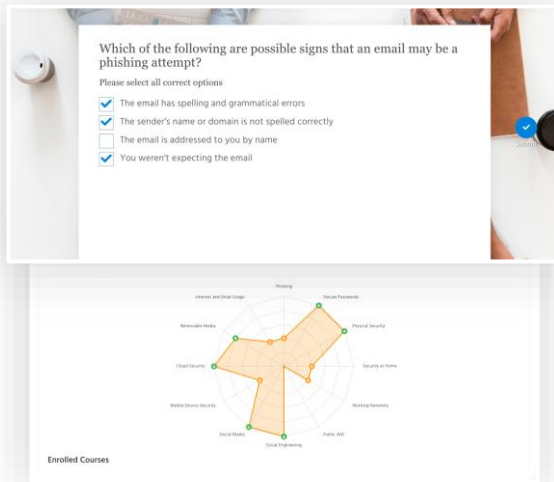 Which of the following are possible signs that an email may be a
phishing attempt?
Please select all correct options
The email has spelling and grammatical errors
The sender's name or domain is not spelled correctly
The email is addressed to you by name
You weren't expecting the email
Submit
Phishing
Internet and Email Usage
Secure Passwords
Removable Media
Physical Security
Cloud Security
Security at Home
Mobile Device Security
Working Remotely
Social Media
Public Wifi
Social Engineering
Enrolled Courses